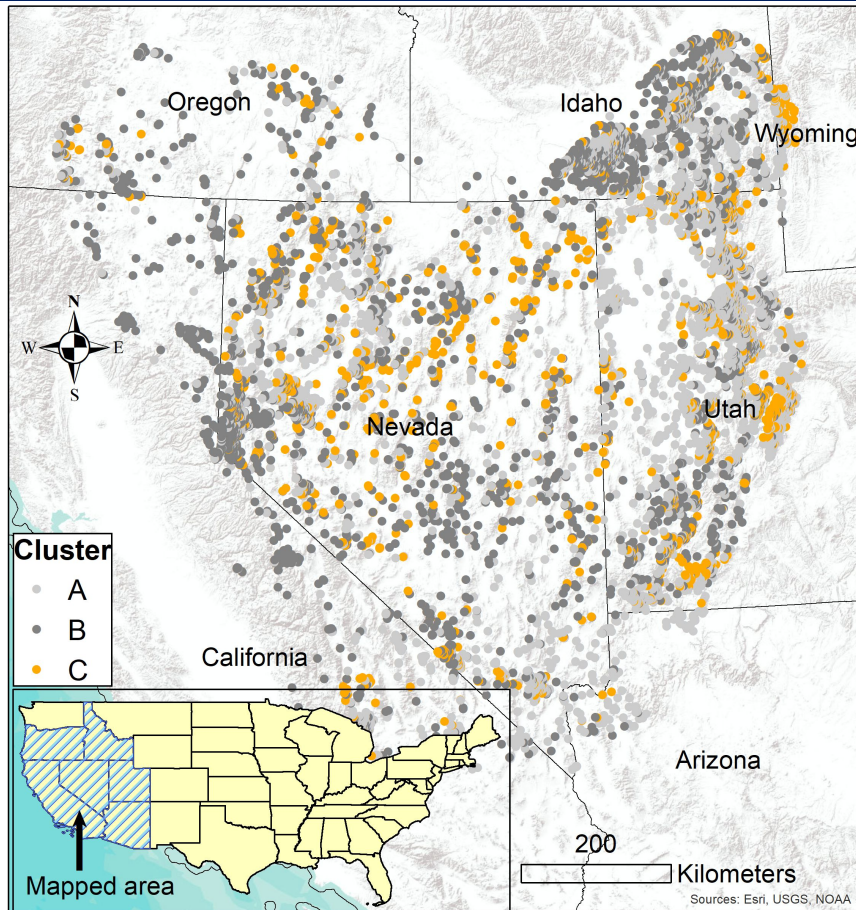 Oregon
Idaho
Wyoming
N
W
E
S
Utah
Nevada
Cluster
A
B
C
California
Arizona
Mapped area
200
Kilometers
Sources: Esri, USGS, NOAA